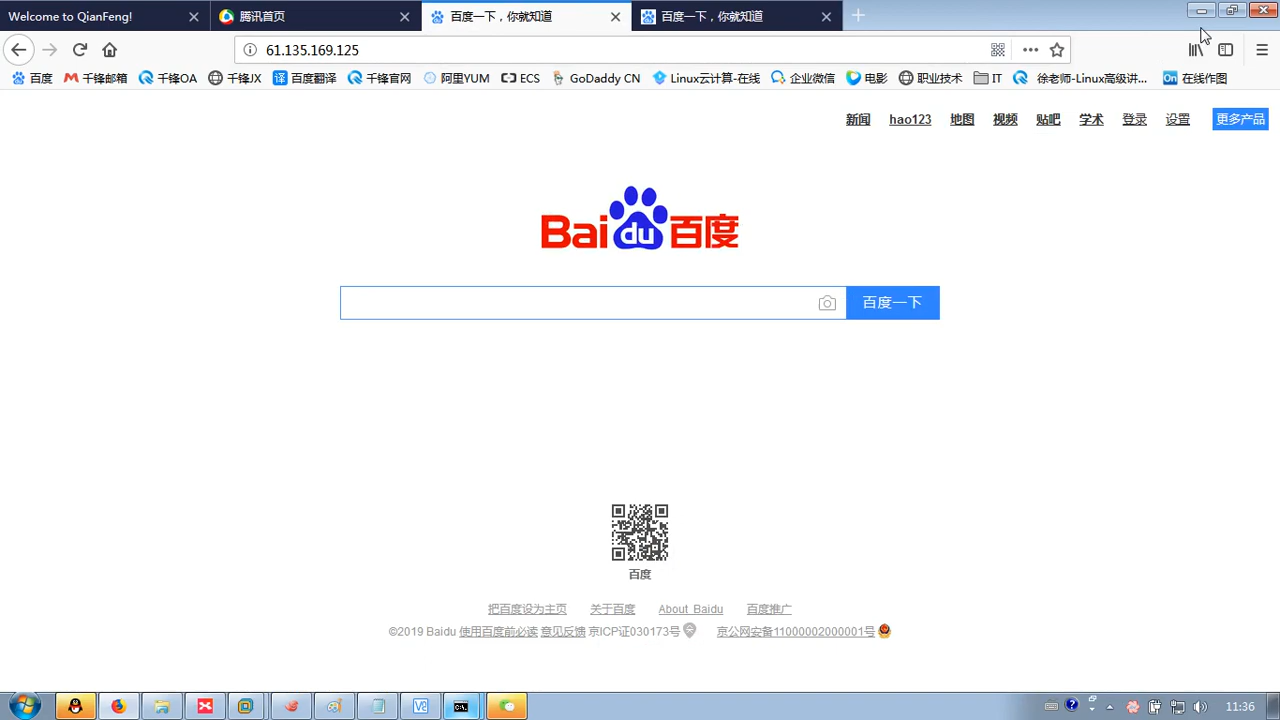 Welcome to QianFeng!
腾讯首页
百度一下，你就知道
百度一下，你就知道
61.135.169.125
百度
千锋邮箱
千锋OA
千锋JX
百度翻译
千锋官网
阿里YUM
ECS
GoDaddy CN
Linux云计算-在线
企业微信
电影
职业技术
IT
徐老师-Linux高级讲...
On 在线作图
新闻
hao123
地图
视频
贴吧
学术
登录
设置
更多产品
Baidu百度
百度一下
百度
把百度设为主页
关于百度
About Baidu
百度推广
©2019 Baidu 使用百度前必读 意见反馈 京ICP证030173号
京公网安备11000002000001号
11:36